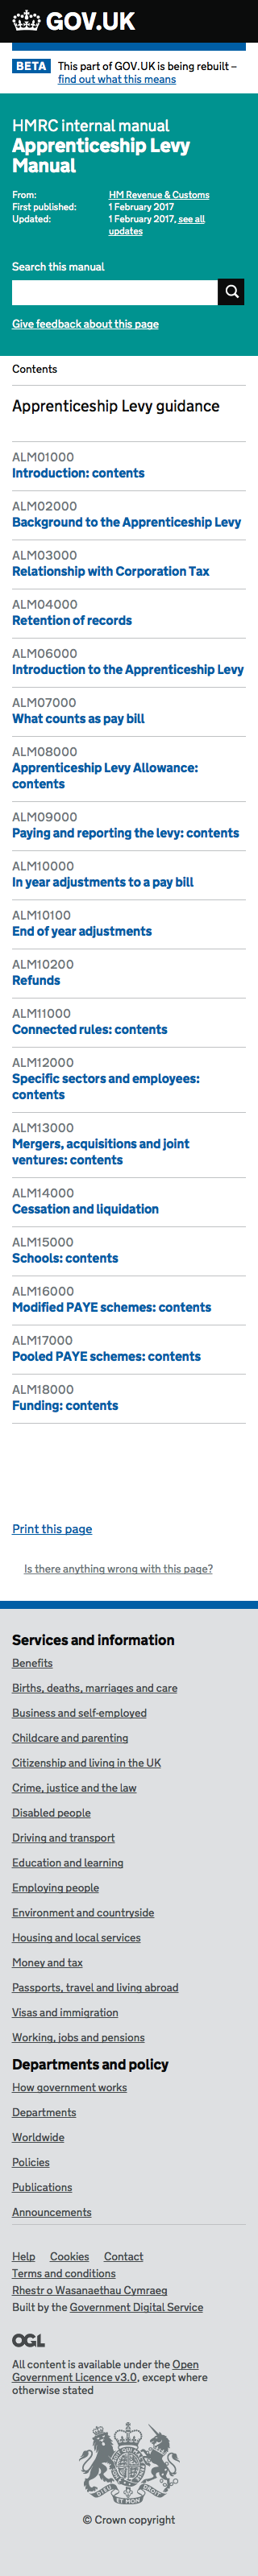 GOV.UK
BETA This part of GOV.UK is being rebuilt –
find out what this means
HMRC internal manual
Apprenticeship Levy
Manual
From: HM Revenue & Customs
First published: 1 February 2017
Updated: 1 February 2017, see all
updates
Search this manual
Give feedback about this page
Contents
Apprenticeship Levy guidance
ALM01000
Introduction: contents
ALM02000
Background to the Apprenticeship Levy
ALM03000
Relationship with Corporation Tax
ALM04000
Retention of records
ALM06000
Introduction to the Apprenticeship Levy
ALM07000
What counts as pay bill
ALM08000
Apprenticeship Levy Allowance:
contents
ALM09000
Paying and reporting the levy: contents
ALM10000
In year adjustments to a pay bill
ALM10100
End of year adjustments
ALM10200
Refunds
ALM11000
Connected rules: contents
ALM12000
Specific sectors and employees:
contents
ALM13000
Mergers, acquisitions and joint
ventures: contents
ALM14000
Cessation and liquidation
ALM15000
Schools: contents
ALM16000
Modified PAYE schemes: contents
ALM17000
Pooled PAYE schemes: contents
ALM18000
Funding: contents
Print this page
Is there anything wrong with this page?
Services and information
Benefits
Births, deaths, marriages and care
Business and self-employed
Childcare and parenting
Citizenship and living in the UK
Crime, justice and the law
Disabled people
Driving and transport
Education and learning
Employing people
Environment and countryside
Housing and local services
Money and tax
Passports, travel and living abroad
Visas and immigration
Working, jobs and pensions
Departments and policy
How government works
Departments
Worldwide
Policies
Publications
Announcements
Help Cookies Contact
Terms and conditions
Rhestr o Wasanaethau Cymraeg
Built by the Government Digital Service
OGL
All content is available under the Open
Government Licence v3.0, except where
otherwise stated
© Crown copyright